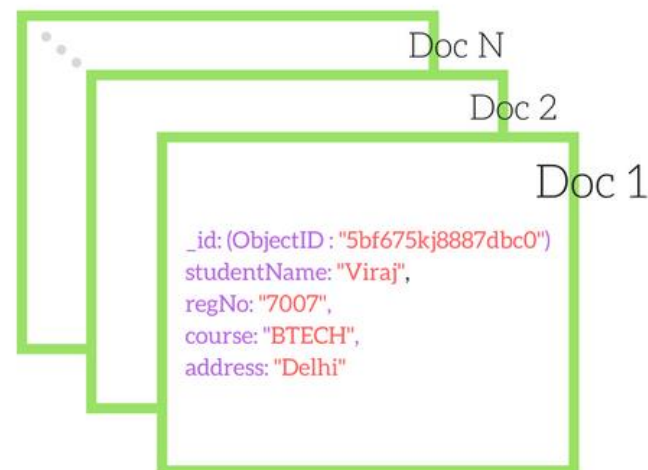 Doc N
Doc 2
Doc 1
_id: (ObjectID : "5bf675kj8887dbc0")
studentName: "Viraj",
regNo: "7007",
course: "BTECH",
address: "Delhi"